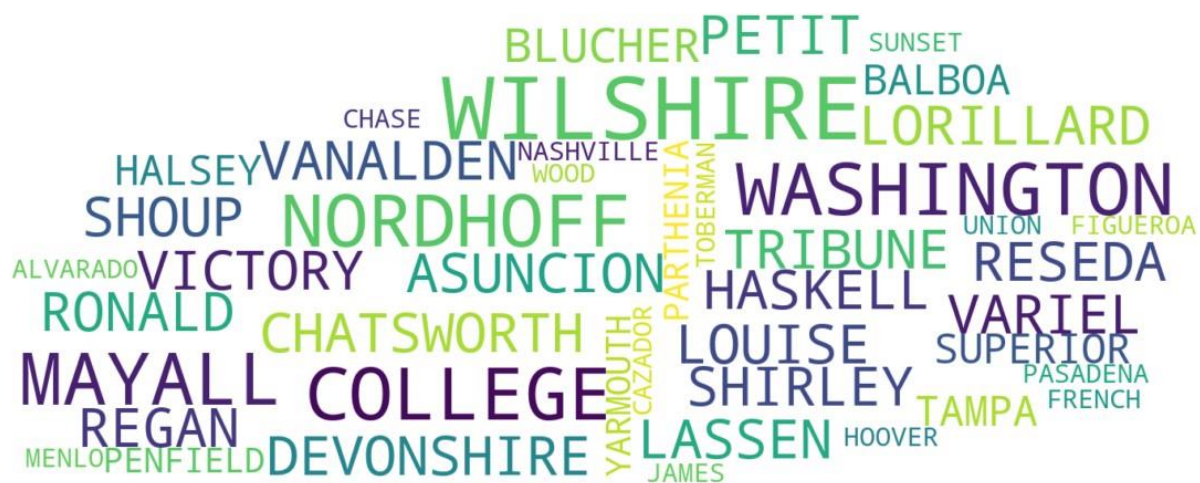 BLUCHER PETIT SUNSET
WILSHIRE BALBOA
CHASE LORILLARD
HALSEY VANALDEN NASHVILLE
WOOD PARTHENIA TOBERMAN WASHINGTON
SHOUP NORDHOFF UNION FIGUEROA
ALVARADO VICTORY ASUNCION TRIBUNE RESEDA
RONALD HASKELL VARIEL
CHATSWORTH YARMOUTH CAZADOR LOUISE SUPERIOR
MAYALL COLLEGE SHIRLEY PASADENA
REGAN TAMPA FRENCH
MENLO PENFIELD DEVONSHIRE LASSEN HOOVER
JAMES